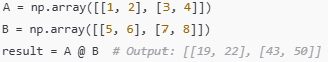 A = np.array([[1, 2], [3, 4]])
B = np.array([[5, 6], [7, 8]])
result = A @ B  # Output: [[19, 22], [43, 50]]